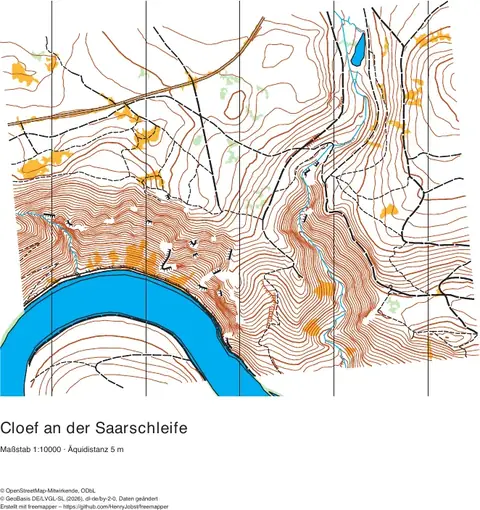 Cloef an der Saarschleife
Maßstab 1:10000 · Äquidistanz 5 m
© OpenStreetMap-Mitwirkende, ODbL
© GeoBasis DE/LVGL-SL (2026), dl-de/by-2-0, Daten geändert
Erstellt mit freemapper – https://github.com/HenryJobst/freemapper